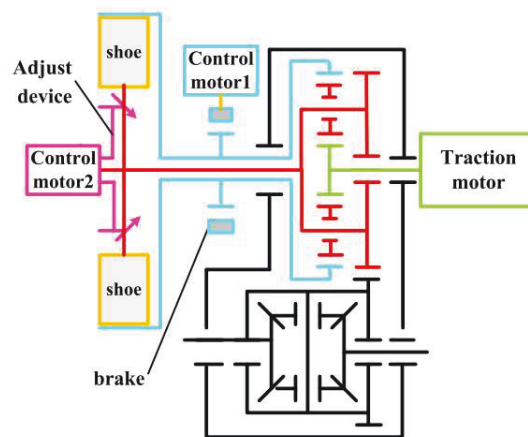 shoe
Control
motor1
Adjust
device
Control
motor2
Traction
motor
shoe
brake